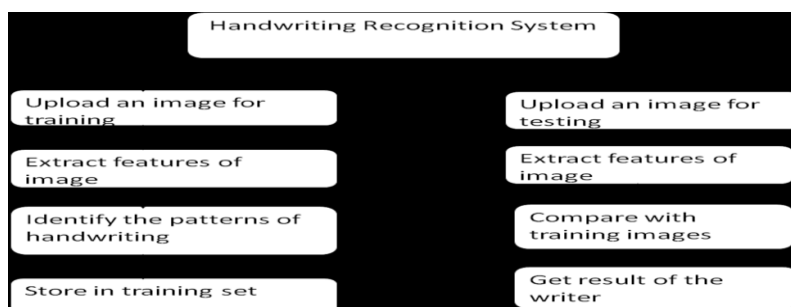 Handwriting Recognition System
Upload an image for
training
Extract features of
image
Identify the patterns of
handwriting
Store in training set
Upload an image for
testing
Extract features of
image
Compare with
training images
Get result of the
writer